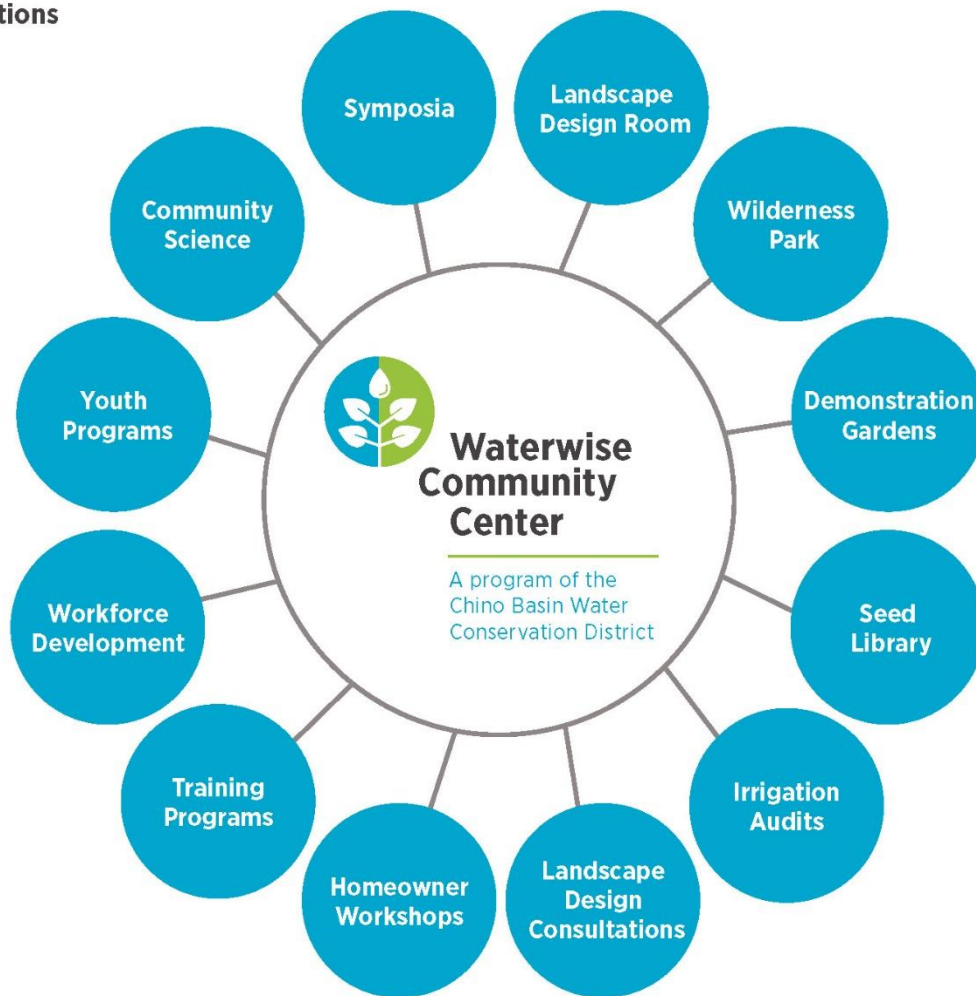 tions
Symposia
Landscape
Design Room
Wilderness
Park
Demonstration
Gardens
Seed
Library
Irrigation
Audits
Landscape
Design
Consultations
Homeowner
Workshops
Training
Programs
Workforce
Development
Youth
Programs
Community
Science
Waterwise
Community
Center
A program of the
Chino Basin Water
Conservation District